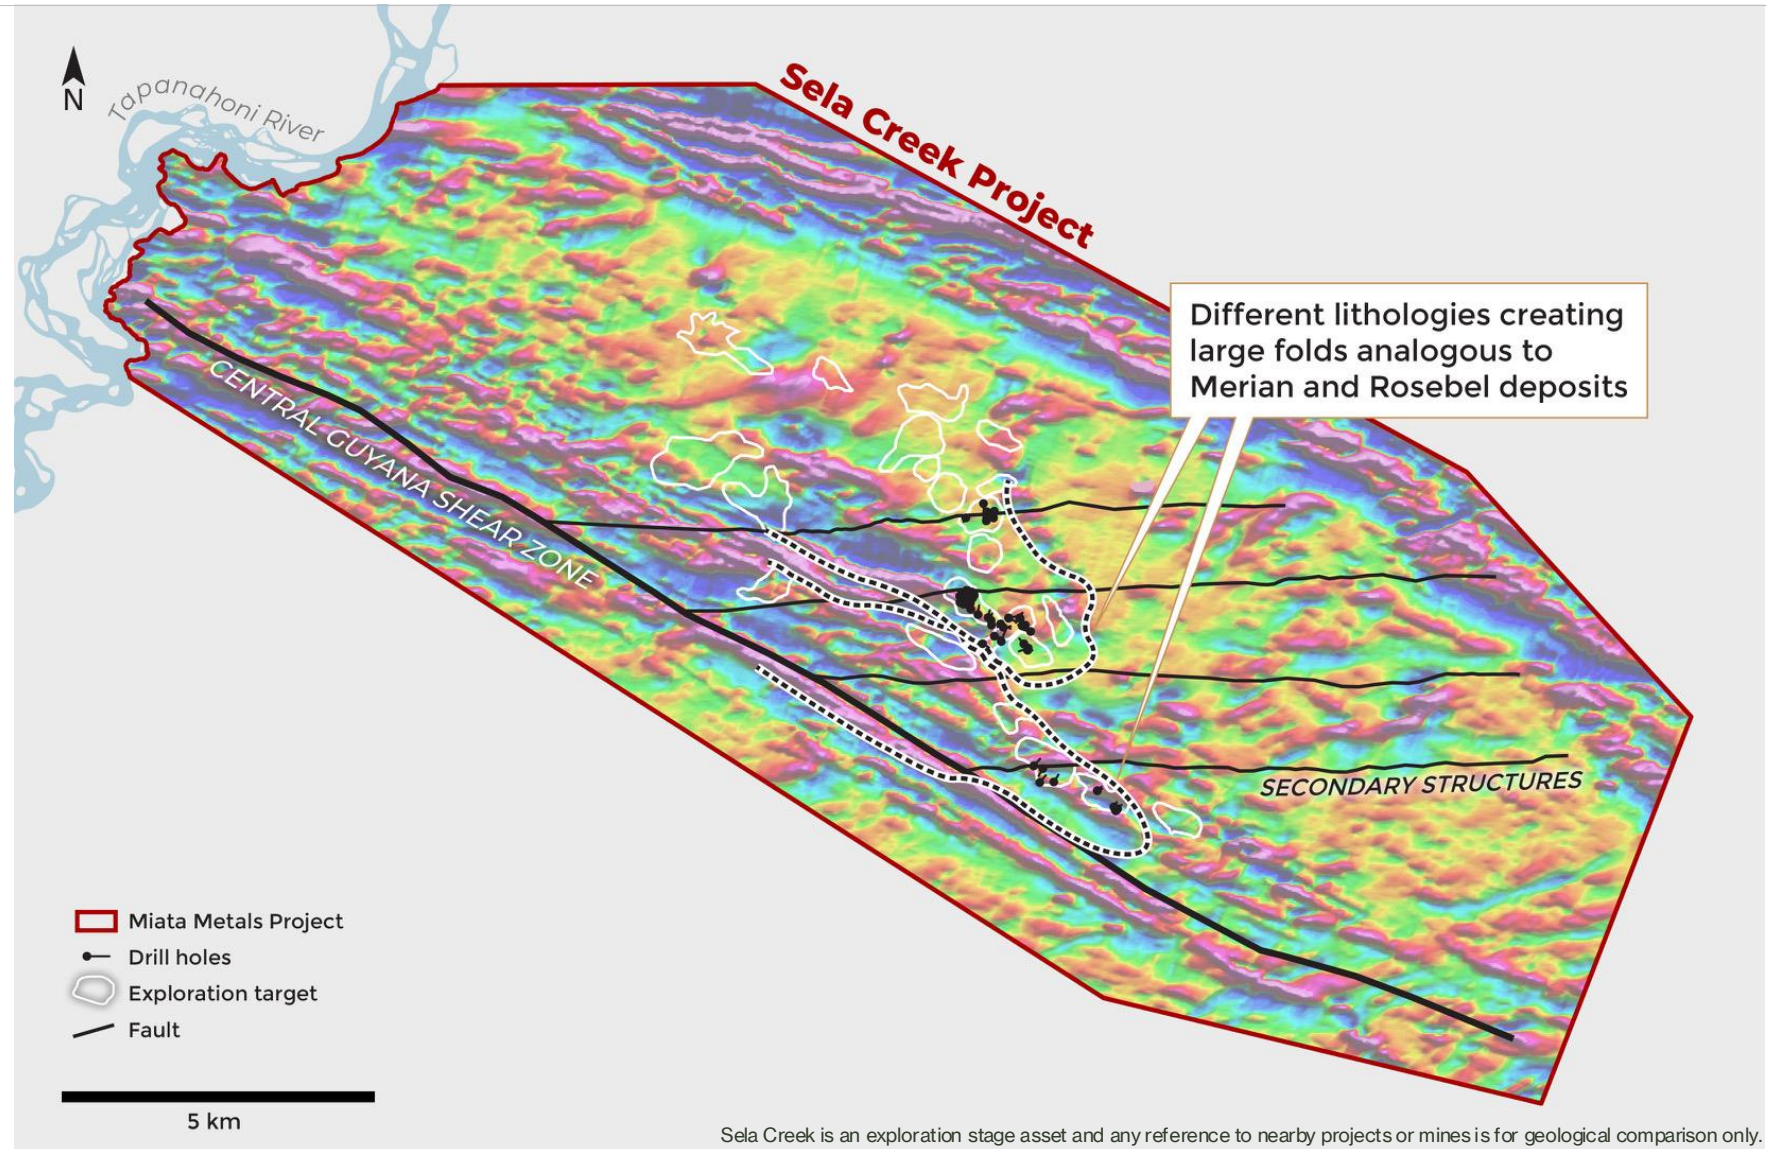 Tapanahoni River
N
Sela Creek Project
Different lithologies creating
large folds analogous to
Merian and Rosebel deposits
CENTRAL GUYANA SHEAR ZONE
SECONDARY STRUCTURES
Miata Metals Project
Drill holes
Exploration target
Fault
5 km
Sela Creek is an exploration stage asset and any reference to nearby projects or mines is for geological comparison only.